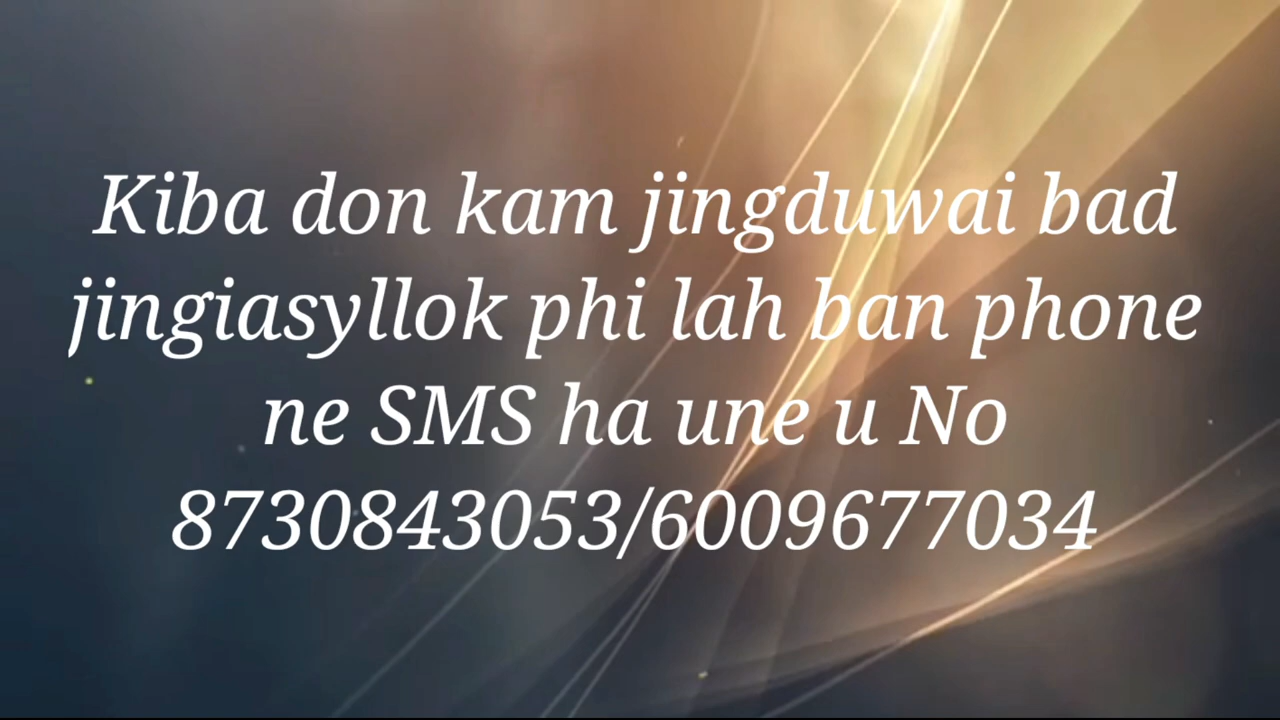 Kiba don kam jingduwai bad
jingiasyllok phi lah ban phone
ne SMS ha une u No
8730843053/6009677034